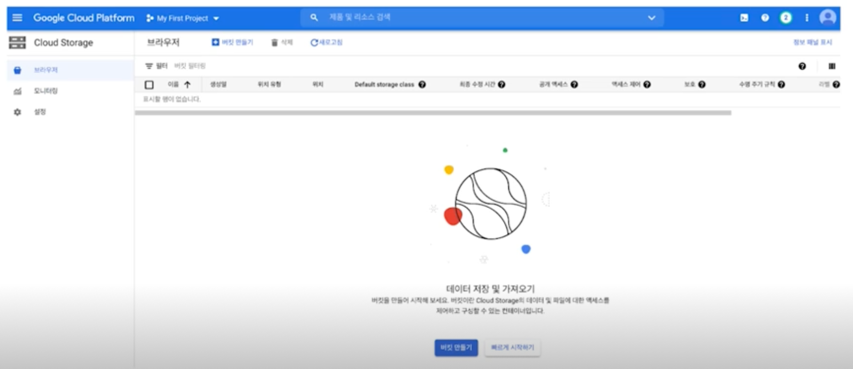 Google Cloud Platform
My First Project
제품 및 리소스 검색
2
Cloud Storage
브라우저
버킷 만들기
삭제
새로고침
정보 패널 표시
브라우저
모니터링
설정
필터 버킷 필터링
이름 생성일 위치 유형 위치 Default storage class 최종 수정 시간 공개 액세스 액세스 제어 보호 수명 주기 규칙 라벨
표시할 행이 없습니다.
데이터 저장 및 가져오기
버킷을 만들어 시작해 보세요. 버킷이란 Cloud Storage의 데이터 및 파일에 대한 액세스를
제어하고 구성할 수 있는 컨테이너입니다.
버킷 만들기
빠르게 시작하기